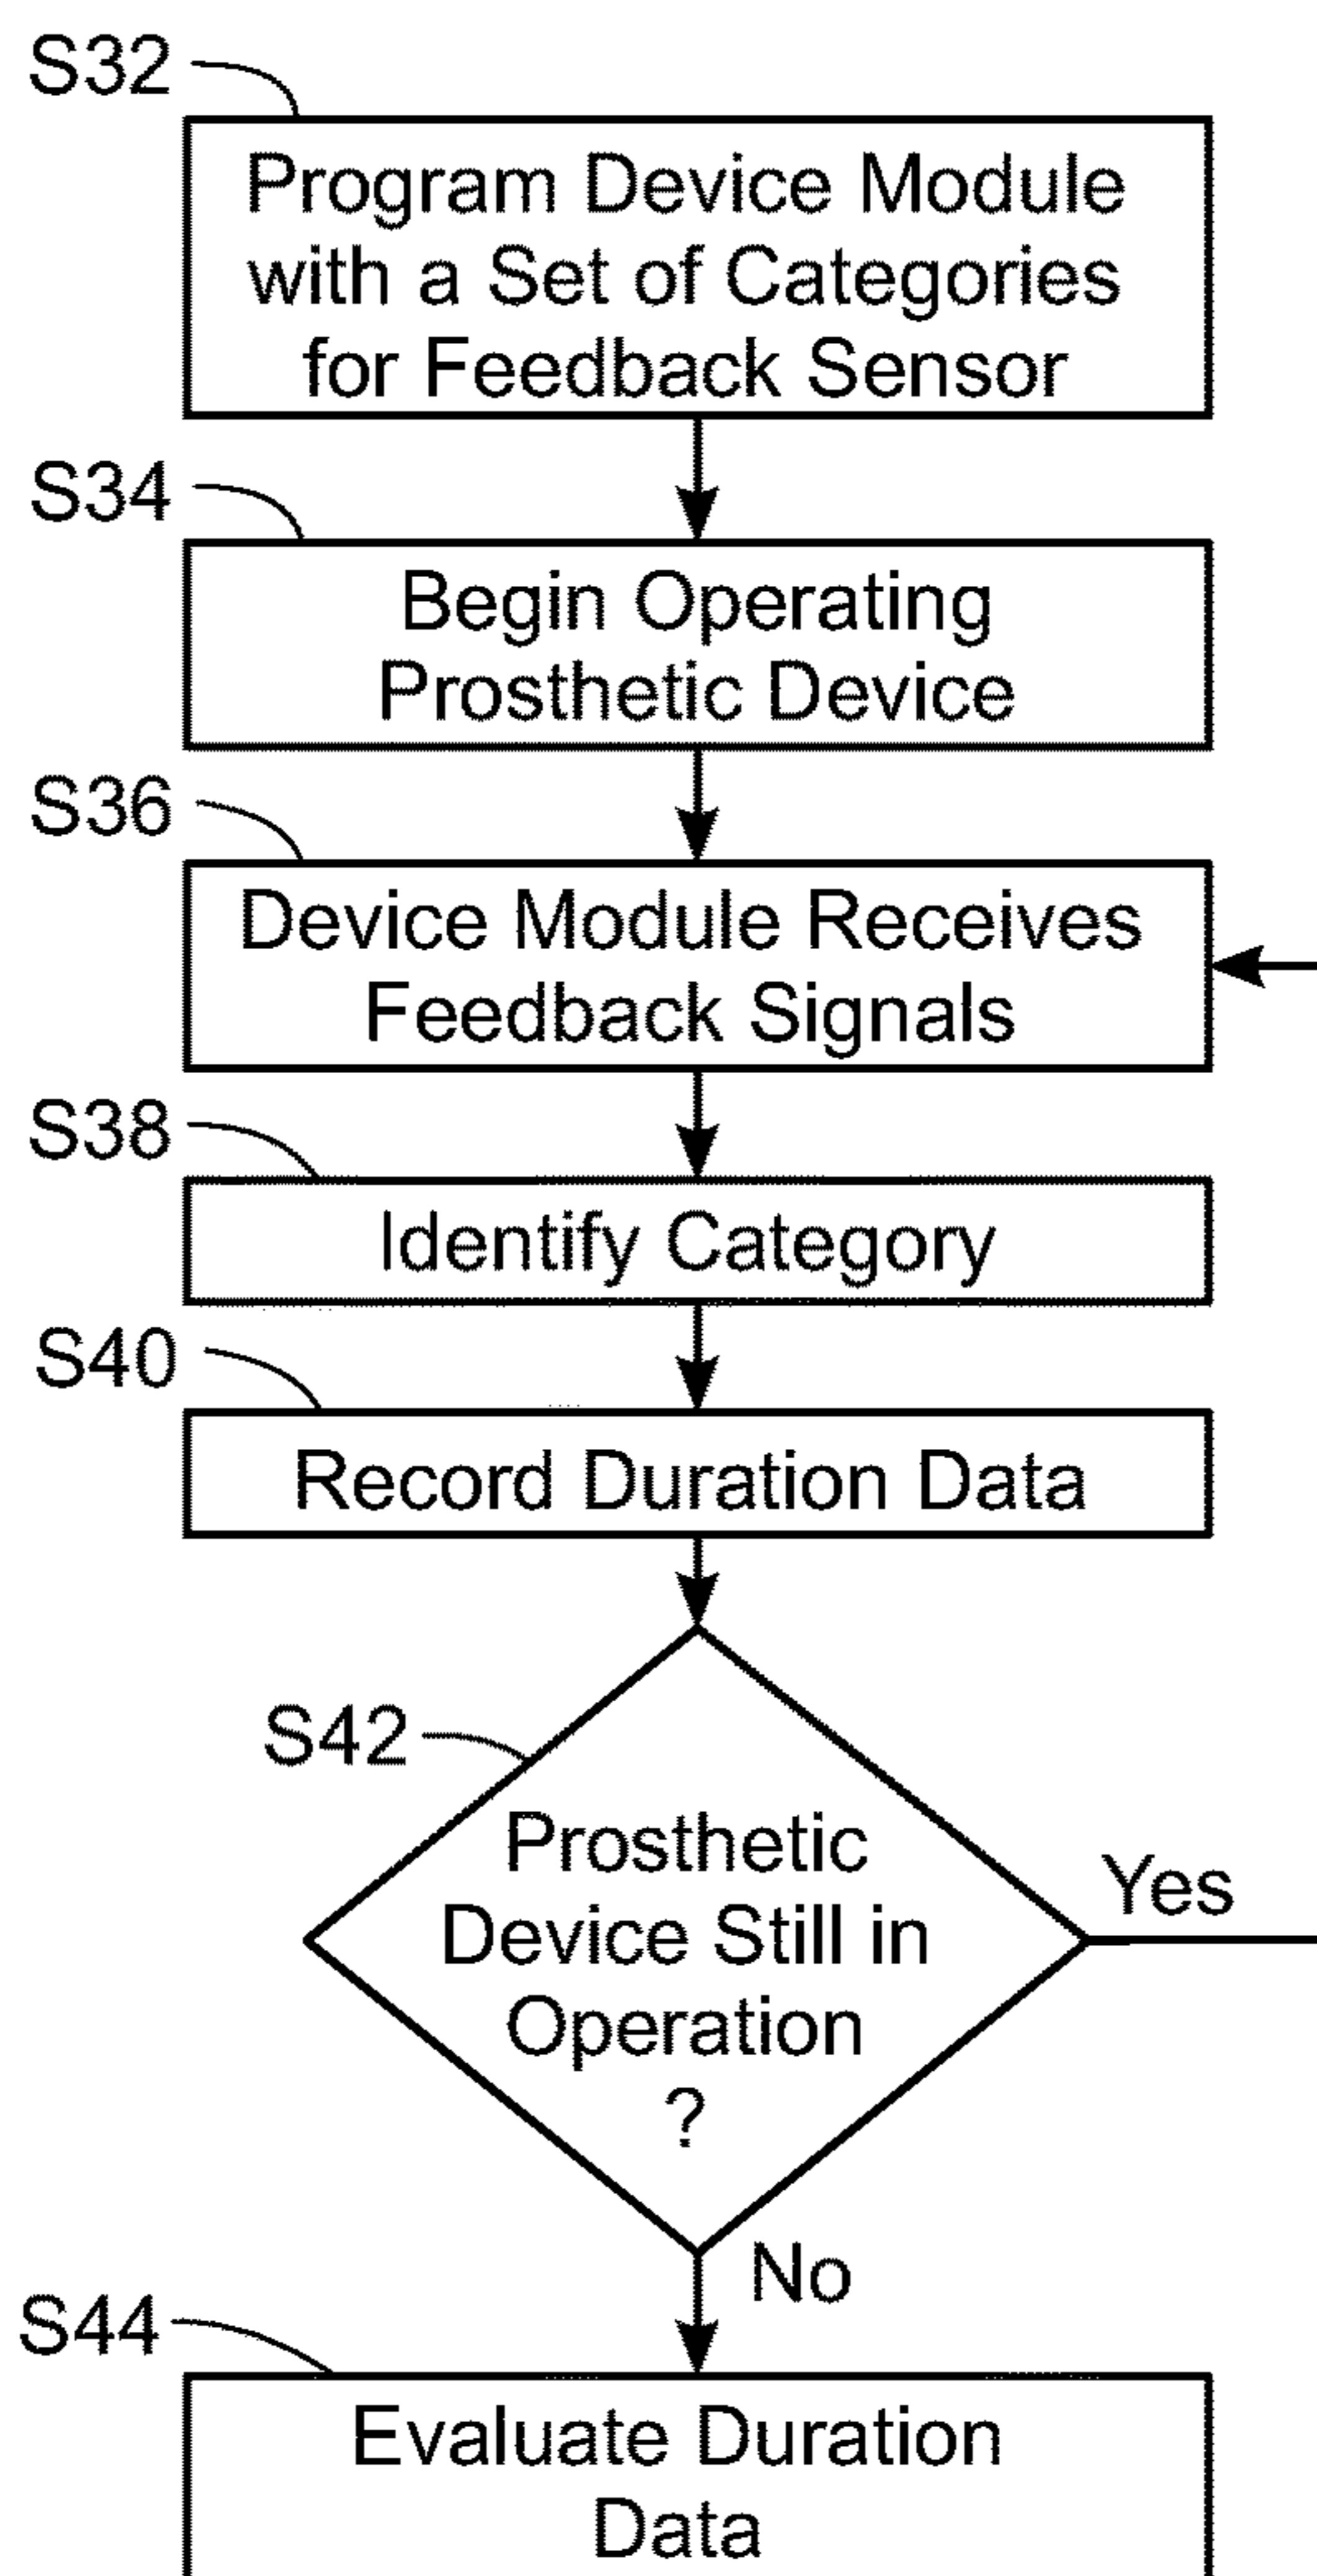 S32
Program Device Module
with a Set of Categories
for Feedback Sensor
S34
Begin Operating
Prosthetic Device
S36
Device Module Receives
Feedback Signals
S38
Identify Category
S40
Record Duration Data
S42
Prosthetic
Device Still in
Operation
?
Yes
No
S44
Evaluate Duration
Data